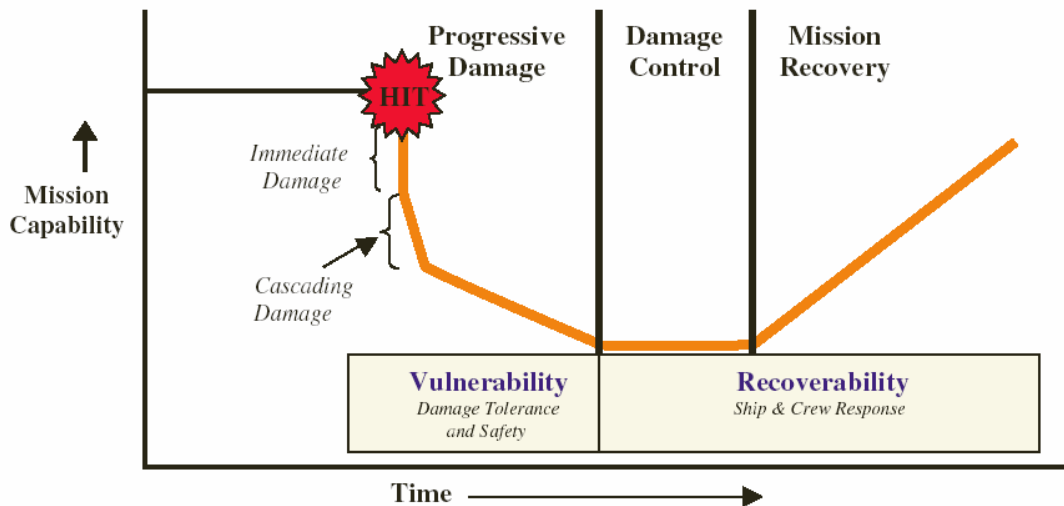 Progressive
Damage
Damage
Control
Mission
Recovery
HIT
Immediate
Damage
Mission
Capability
Cascading
Damage
Vulnerability
Damage Tolerance
and Safety
Recoverability
Ship & Crew Response
Time